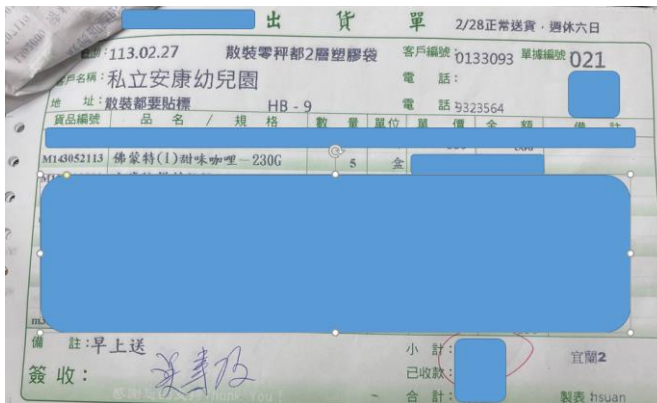 出 貨 單 2/28正常送貨，週休六日
113.02.27 散裝零秤都2層塑膠袋 客戶編號：0133093 單據編號 021
客戶名稱：私立安康幼兒園 電 話：
地 址：散裝都要貼標 HB - 9 電 話：9323564
貨品編號 品 名 / 規 格 數 量 單位 單 價 金 額 備 註
M143052113 佛蒙特(1)甜味咖哩－230G 5 盒
備 註：早上送 小 計： 宜蘭2
簽 收： 已收款：
合 計： 製表 hsuan